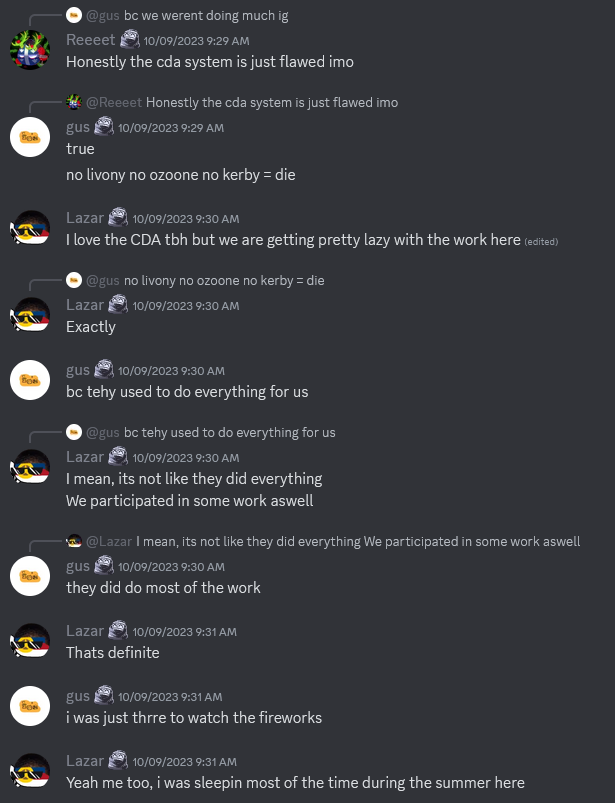 @gus bc we werent doing much ig
Reeeet 10/09/2023 9:29 AM
Honestly the cda system is just flawed imo
@Reeeet Honestly the cda system is just flawed imo
gus 10/09/2023 9:29 AM
true
no livony no ozoone no kerby = die
Lazar 10/09/2023 9:30 AM
I love the CDA tbh but we are getting pretty lazy with the work here (edited)
@gus no livony no ozoone no kerby = die
Lazar 10/09/2023 9:30 AM
Exactly
gus 10/09/2023 9:30 AM
bc tehy used to do everything for us
@gus bc tehy used to do everything for us
Lazar 10/09/2023 9:30 AM
I mean, its not like they did everything
We participated in some work aswell
@Lazar I mean, its not like they did everything We participated in some work aswell
gus 10/09/2023 9:30 AM
they did do most of the work
Lazar 10/09/2023 9:31 AM
Thats definite
gus 10/09/2023 9:31 AM
i was just thrre to watch the fireworks
Lazar 10/09/2023 9:31 AM
Yeah me too, i was sleepin most of the time during the summer here